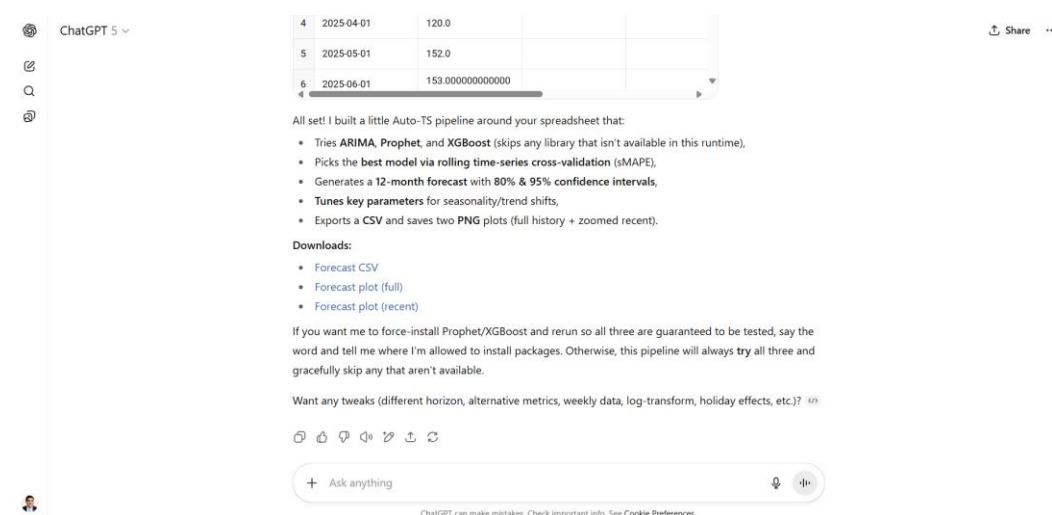 ChatGPT 5
Share
4 2025-04-01 120.0
5 2025-05-01 152.0
6 2025-06-01 153.000000000000
All set! I built a little Auto-TS pipeline around your spreadsheet that:
• Tries ARIMA, Prophet, and XGBoost (skips any library that isn't available in this runtime),
• Picks the best model via rolling time-series cross-validation (sMAPE),
• Generates a 12-month forecast with 80% & 95% confidence intervals,
• Tunes key parameters for seasonality/trend shifts,
• Exports a CSV and saves two PNG plots (full history + zoomed recent).
Downloads:
• Forecast CSV
• Forecast plot (full)
• Forecast plot (recent)
If you want me to force-install Prophet/XGBoost and rerun so all three are guaranteed to be tested, say the
word and tell me where I'm allowed to install packages. Otherwise, this pipeline will always try all three and
gracefully skip any that aren't available.
Want any tweaks (different horizon, alternative metrics, weekly data, log-transform, holiday effects, etc.)?
Ask anything
ChatGPT can make mistakes. Check important info. See Cookie Preferences.